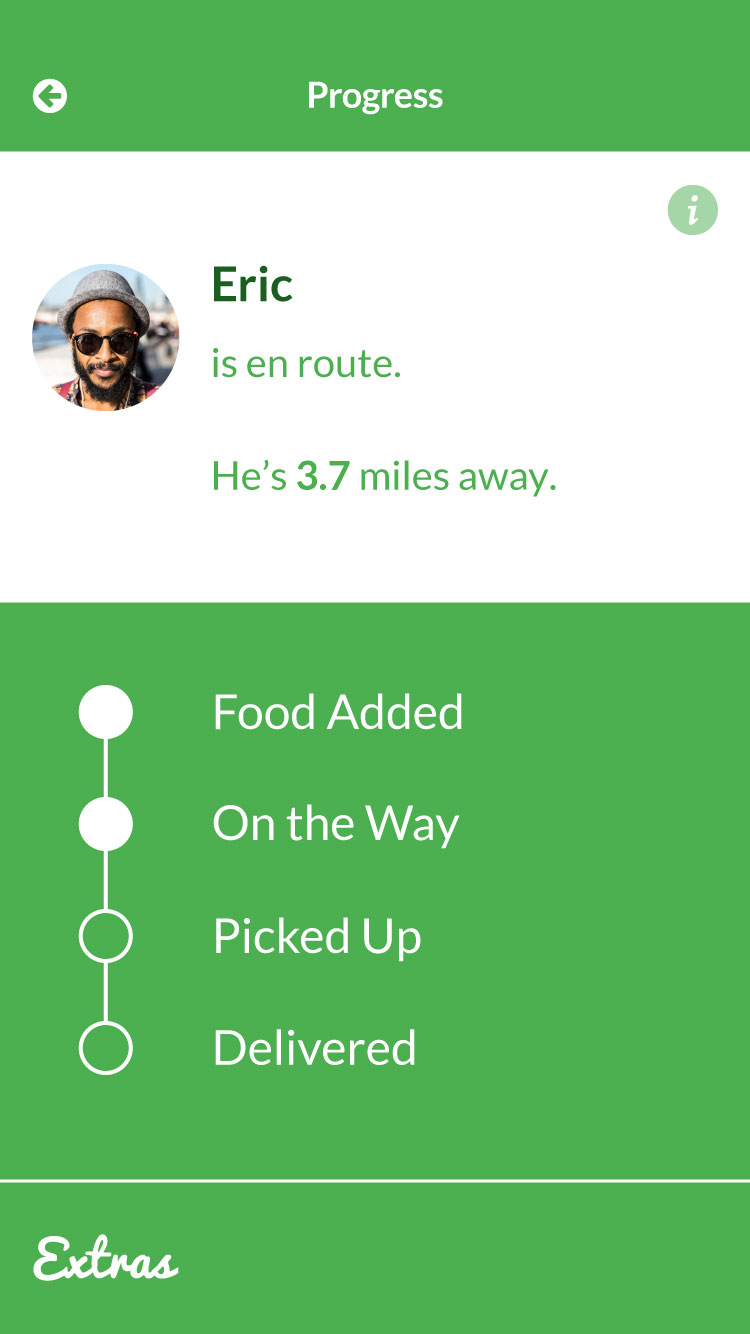 Progress
i
Eric
is en route.
He’s 3.7 miles away.
Food Added
On the Way
Picked Up
Delivered
Extras